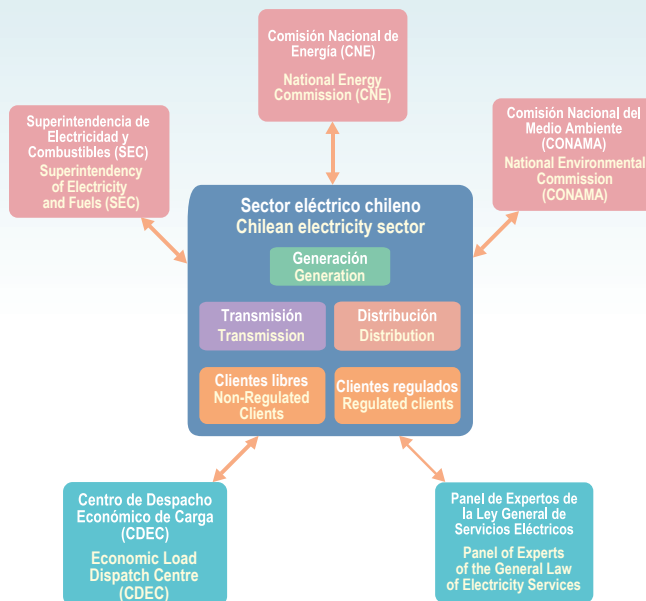 Comisión Nacional de
Energía (CNE)
National Energy
Commission (CNE)
Superintendencia de
Electricidad y
Combustibles (SEC)
Superintendency
of Electricity
and Fuels (SEC)
Comisión Nacional del
Medio Ambiente
(CONAMA)
National Environmental
Commission
(CONAMA)
Sector eléctrico chileno
Chilean electricity sector
Generación
Generation
Transmisión
Transmission
Distribución
Distribution
Clientes libres
Non-Regulated
Clients
Clientes regulados
Regulated clients
Centro de Despacho
Económico de Carga
(CDEC)
Economic Load
Dispatch Centre
(CDEC)
Panel de Expertos de
la Ley General de
Servicios Eléctricos
Panel of Experts
of the General Law
of Electricity Services